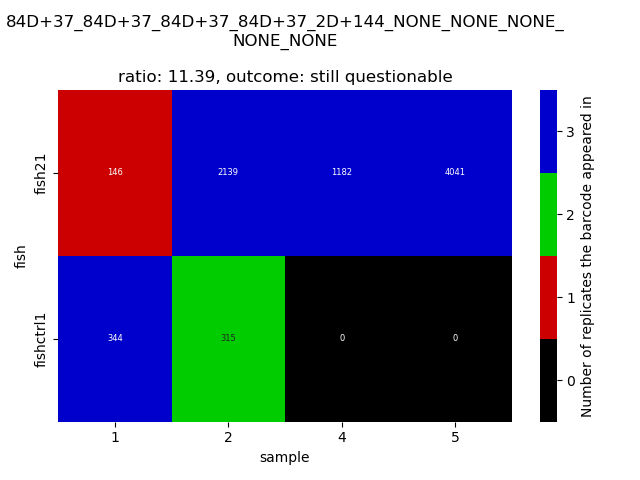 84D+37_84D+37_84D+37_84D+37_2D+144_NONE_NONE_NONE_
NONE_NONE
ratio: 11.39, outcome: still questionable
fish21
146 2139 1182 4041
fish
fishctrl1
344 315 0 0
1 2 4 5
sample
3
2
1
0
Number of replicates the barcode appeared in